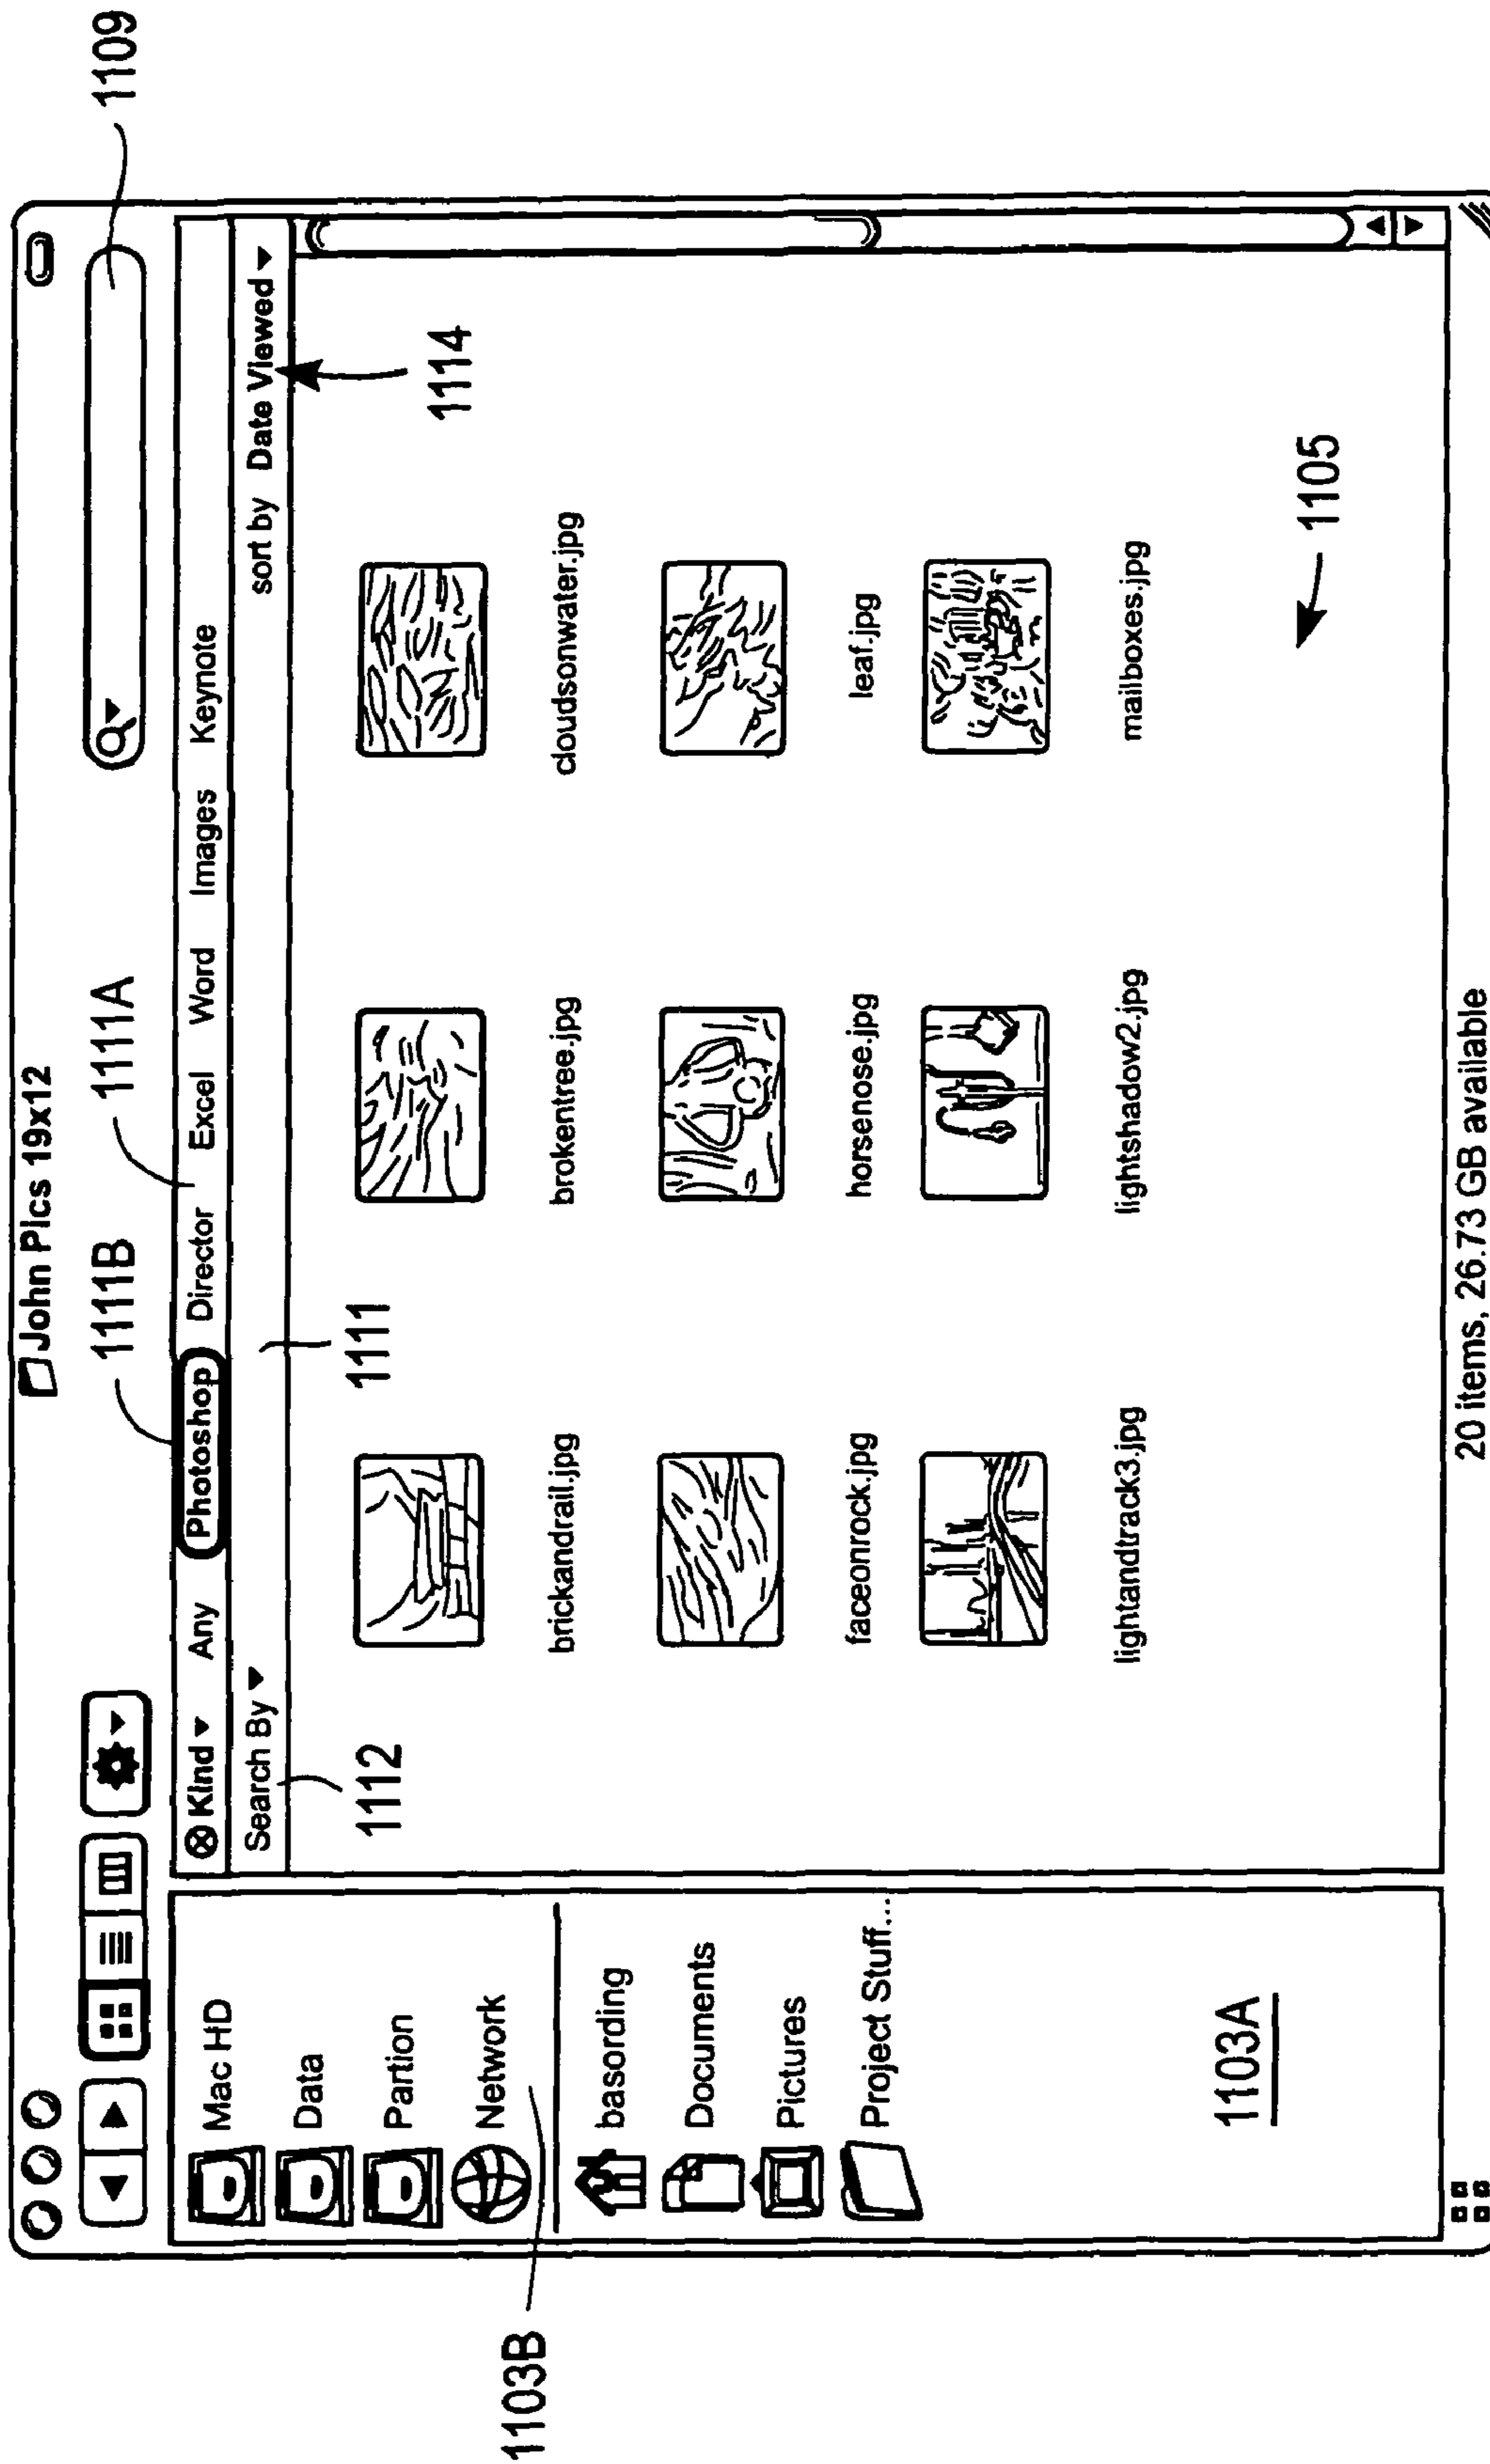 John Pics 19x12
1109
1111B
1111A
Kind Any Photoshop Director Excel Word Images Keynote
Search By
sort by Date Viewed
1112
1111
1114
Mac HD
Data
Partion
Network
1103B
basording
Documents
Pictures
Project Stuff...
1103A
brickandrail.jpg
brokentree.jpg
cloudsonwater.jpg
faceonrock.jpg
horsenose.jpg
leaf.jpg
lightandtrack3.jpg
lightshadow2.jpg
mailboxes.jpg
1105
20 items, 26.73 GB available